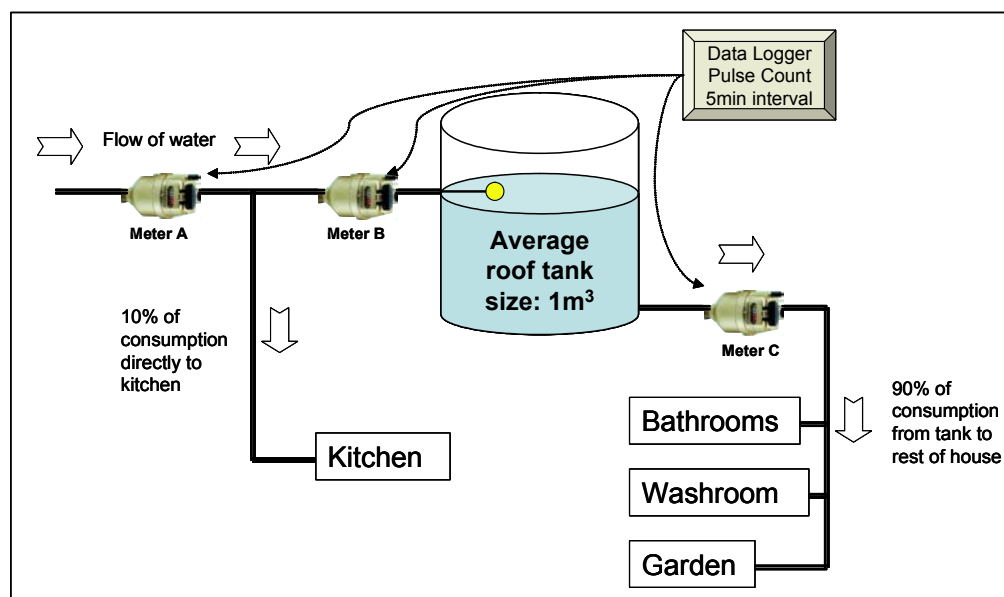 Data Logger
Pulse Count
5min interval
Flow of water
Meter A
Meter B
Average
roof tank
size: 1m³
Meter C
10% of
consumption
directly to
kitchen
90% of
consumption
from tank to
rest of house
Kitchen
Bathrooms
Washroom
Garden